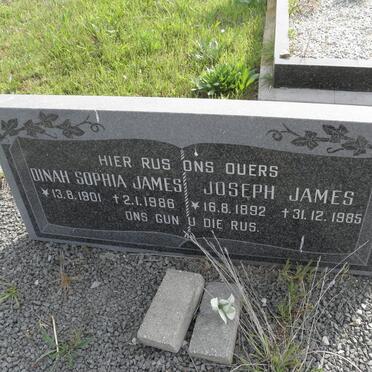 HIER RUS ONS OUERS
DINAH SOPHIA JAMES JOSEPH JAMES
*13.8.1901 †2.1.1986 *16.8.1892 †31.12.1985
ONS GUN U DIE RUS.